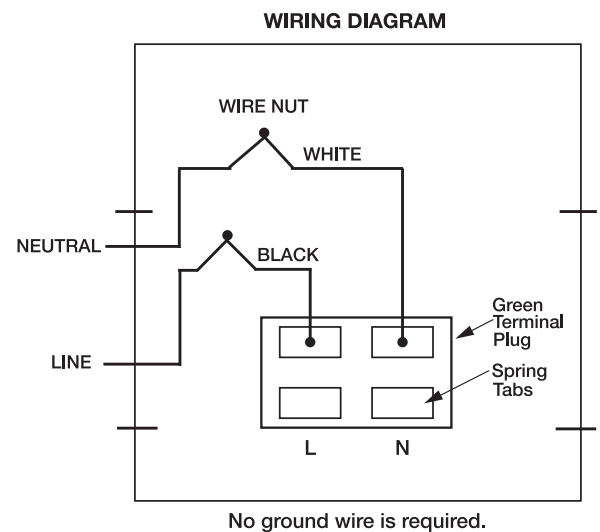 WIRING DIAGRAM
WIRE NUT
WHITE
NEUTRAL
BLACK
Green
Terminal
Plug
LINE
Spring
Tabs
L N
No ground wire is required.